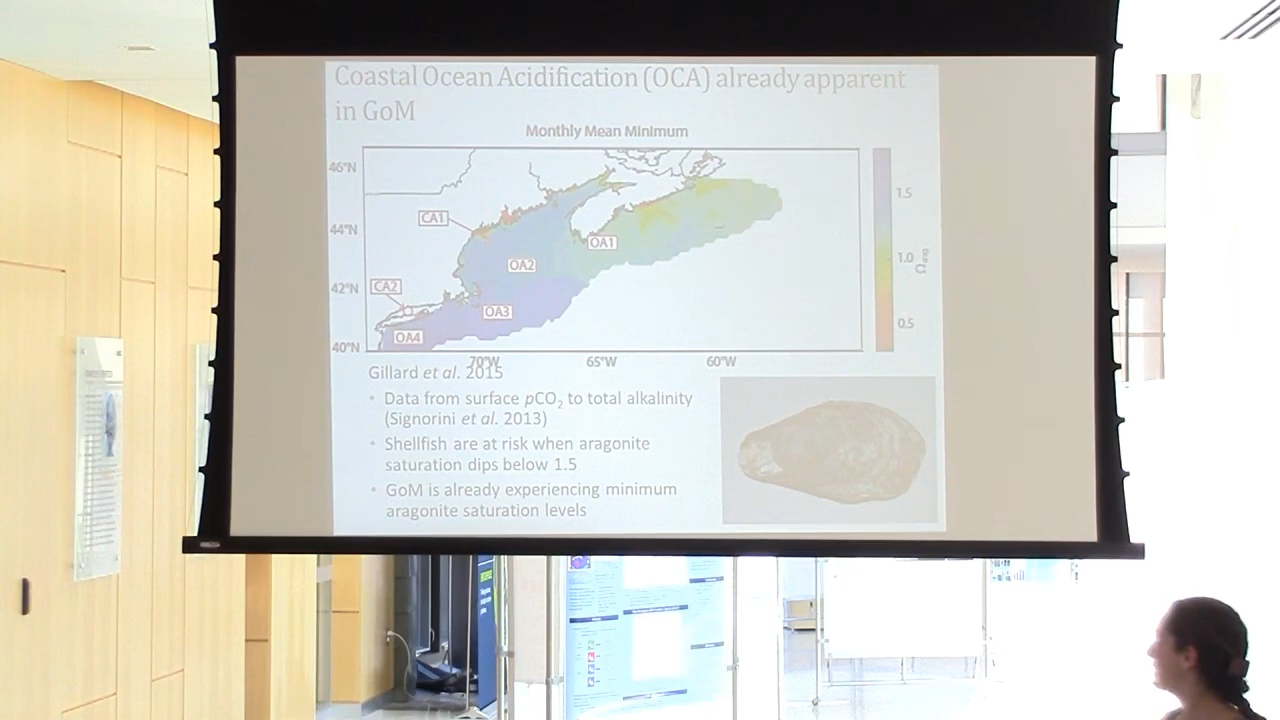 Coastal Ocean Acidification (OCA) already apparent
in GoM
Monthly Mean Minimum
46°N
44°N
42°N
40°N
CA1
CA2
OA1
OA2
OA3
OA4
1.5
1.0
0.5
70°W
65°W
60°W
Gillard et al. 2015
• Data from surface pCO₂ to total alkalinity
(Signorini et al. 2013)
• Shellfish are at risk when aragonite
saturation dips below 1.5
• GoM is already experiencing minimum
aragonite saturation levels